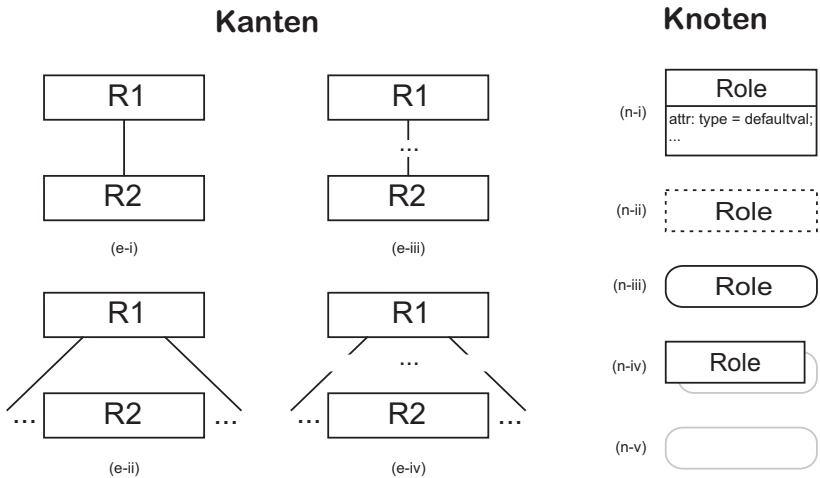 Kanten
R1
R2
(e-i)
R1
...
R2
(e-iii)
R1
... R2 ...
(e-ii)
R1
...
... R2 ...
(e-iv)
Knoten
(n-i)
Role
attr: type = defaultval;
...
(n-ii) Role
(n-iii) Role
(n-iv) Role
(n-v)